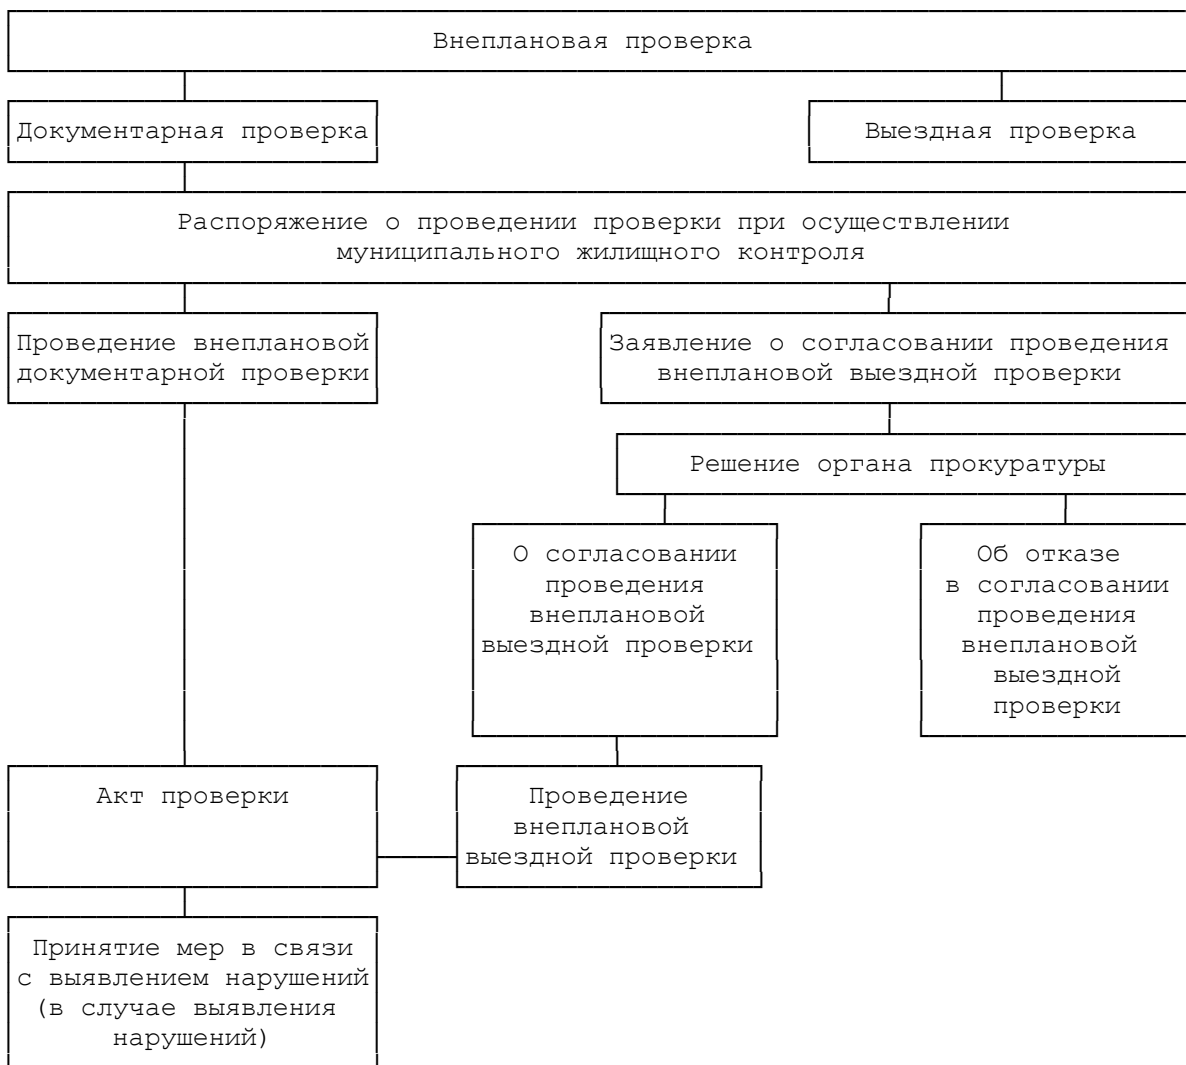 Внеплановая проверка
Документарная проверка
Выездная проверка
Распоряжение о проведении проверки при осуществлении
муниципального жилищного контроля
Проведение внеплановой
документарной проверки
Заявление о согласовании проведения
внеплановой выездной проверки
Решение органа прокуратуры
О согласовании
проведения
внеплановой
выездной проверки
Об отказе
в согласовании
проведения
внеплановой
выездной
проверки
Акт проверки
Проведение
внеплановой
выездной проверки
Принятие мер в связи
с выявлением нарушений
(в случае выявления
нарушений)